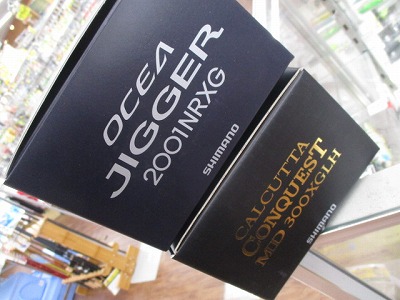 OCEA
JIGGER
2001NRXG
SHIMANO
CALCUTTA
CONQUEST
MD 300XGLH
SHIMANO